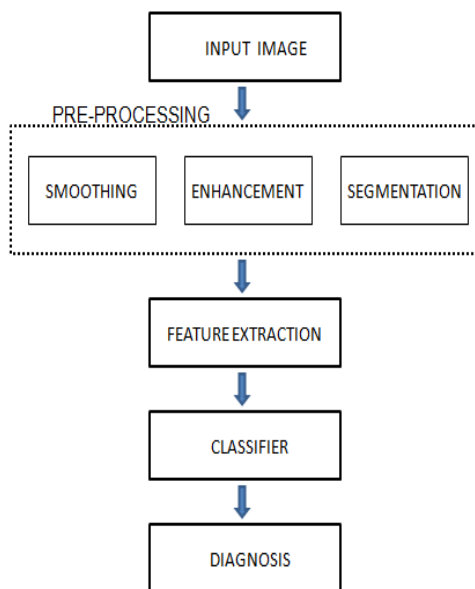 INPUT IMAGE
PRE-PROCESSING
SMOOTHING
ENHANCEMENT
SEGMENTATION
FEATURE EXTRACTION
CLASSIFIER
DIAGNOSIS